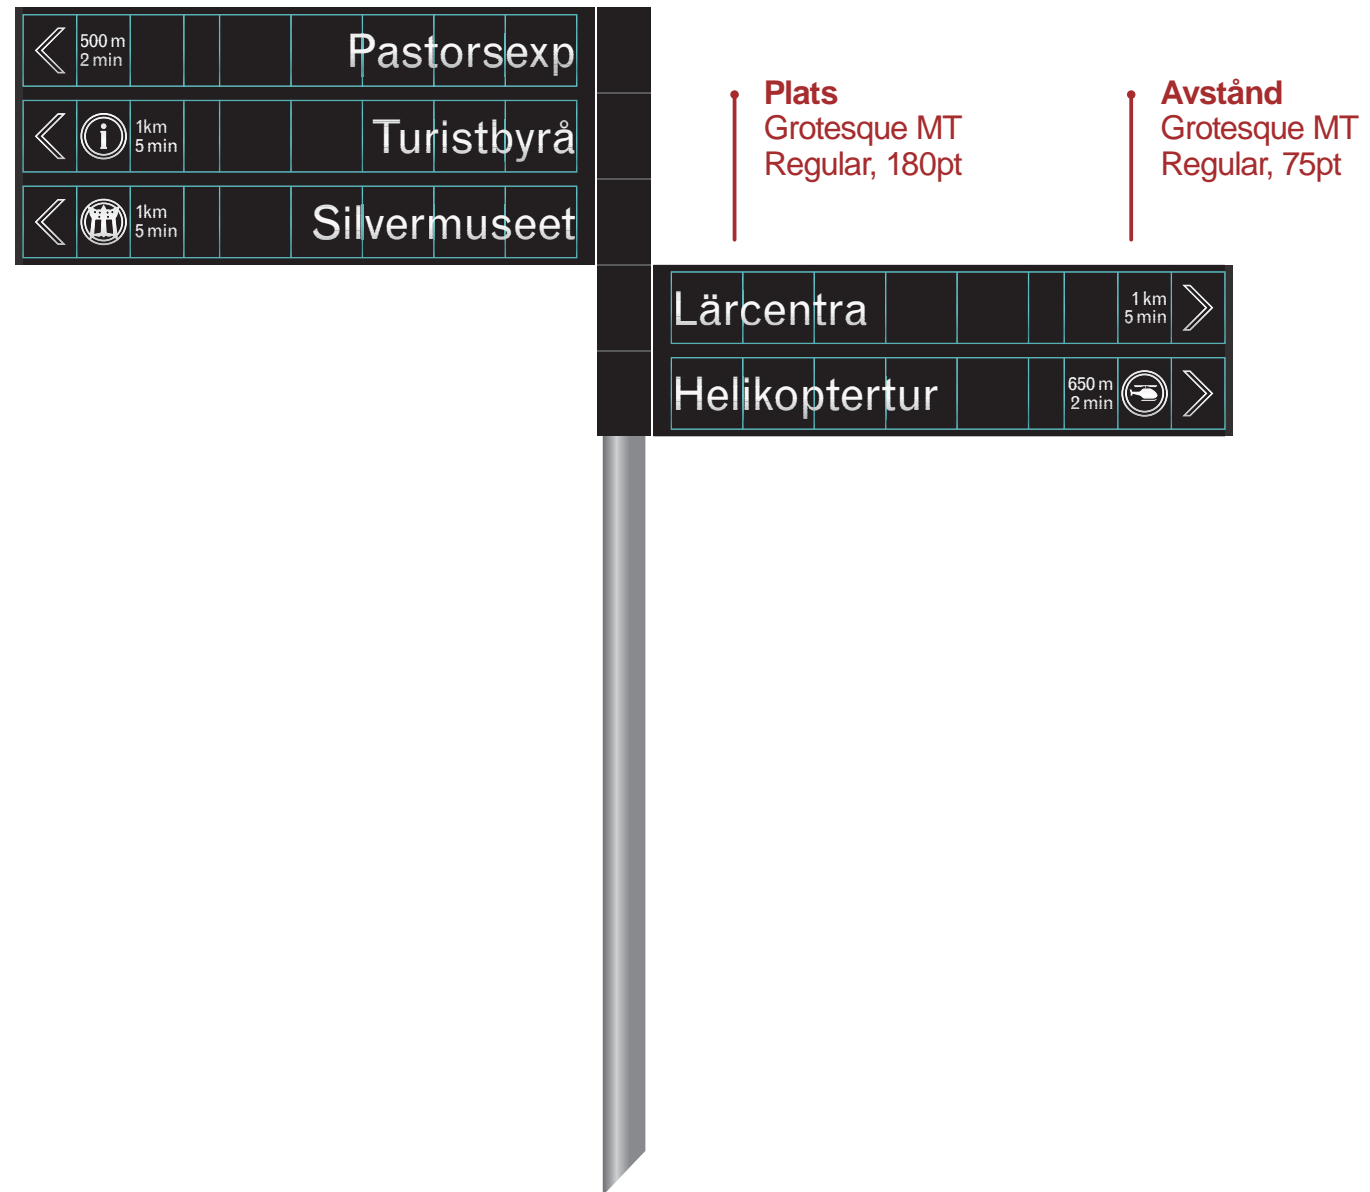 500 m
2 min
Pastorsexp
1km
5 min
Turistbyrå
1km
5 min
Silvermuseet
Plats
Grotesque MT
Regular, 180pt
Avstånd
Grotesque MT
Regular, 75pt
Lärcentra
1 km
5 min
Helikoptertur
650 m
2 min